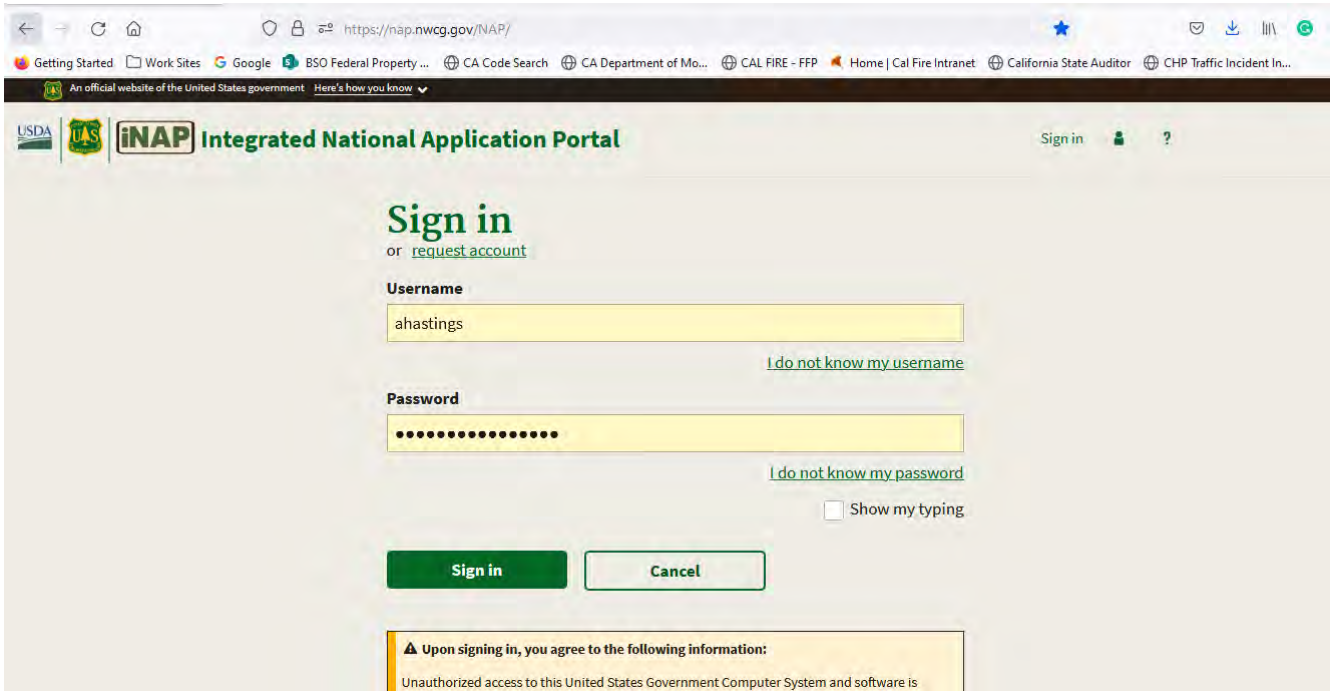 https://nap.nwcg.gov/NAP/
Getting Started Work Sites Google BSO Federal Property ... CA Code Search CA Department of Mo... CAL FIRE - FFP Home | Cal Fire Intranet California State Auditor CHP Traffic Incident In...
An official website of the United States government Here's how you know
USDA UAS iNAP Integrated National Application Portal Sign in ?
Sign in
or request account
Username
ahastings
I do not know my username
Password
••••••••••••••••
I do not know my password
Show my typing
Sign in Cancel
Upon signing in, you agree to the following information:
Unauthorized access to this United States Government Computer System and software is